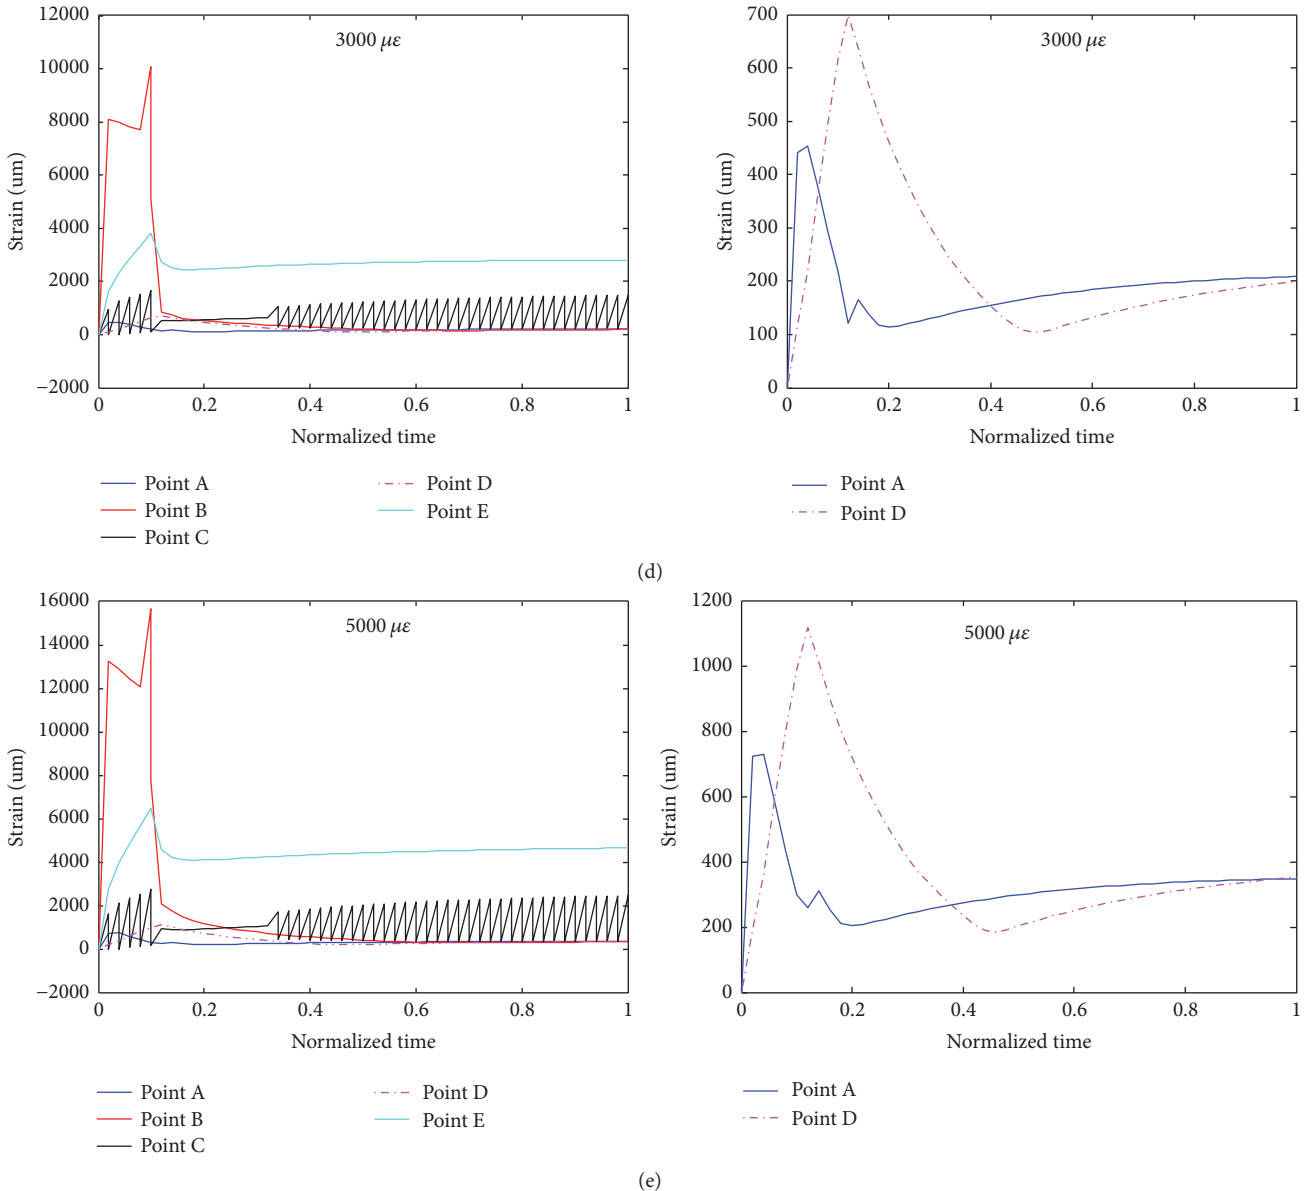 12000
10000
8000
6000
4000
2000
0
−2000
Strain (um)
3000 με
0 0.2 0.4 0.6 0.8 1
Normalized time
Point A
Point B
Point C
Point D
Point E
700
600
500
400
300
200
100
0
Strain (um)
3000 με
0 0.2 0.4 0.6 0.8 1
Normalized time
Point A
Point D
(d)
16000
14000
12000
10000
8000
6000
4000
2000
0
−2000
Strain (um)
5000 με
0 0.2 0.4 0.6 0.8 1
Normalized time
Point A
Point B
Point C
Point D
Point E
1200
1000
800
600
400
200
0
Strain (um)
5000 με
0 0.2 0.4 0.6 0.8 1
Normalized time
Point A
Point D
(e)